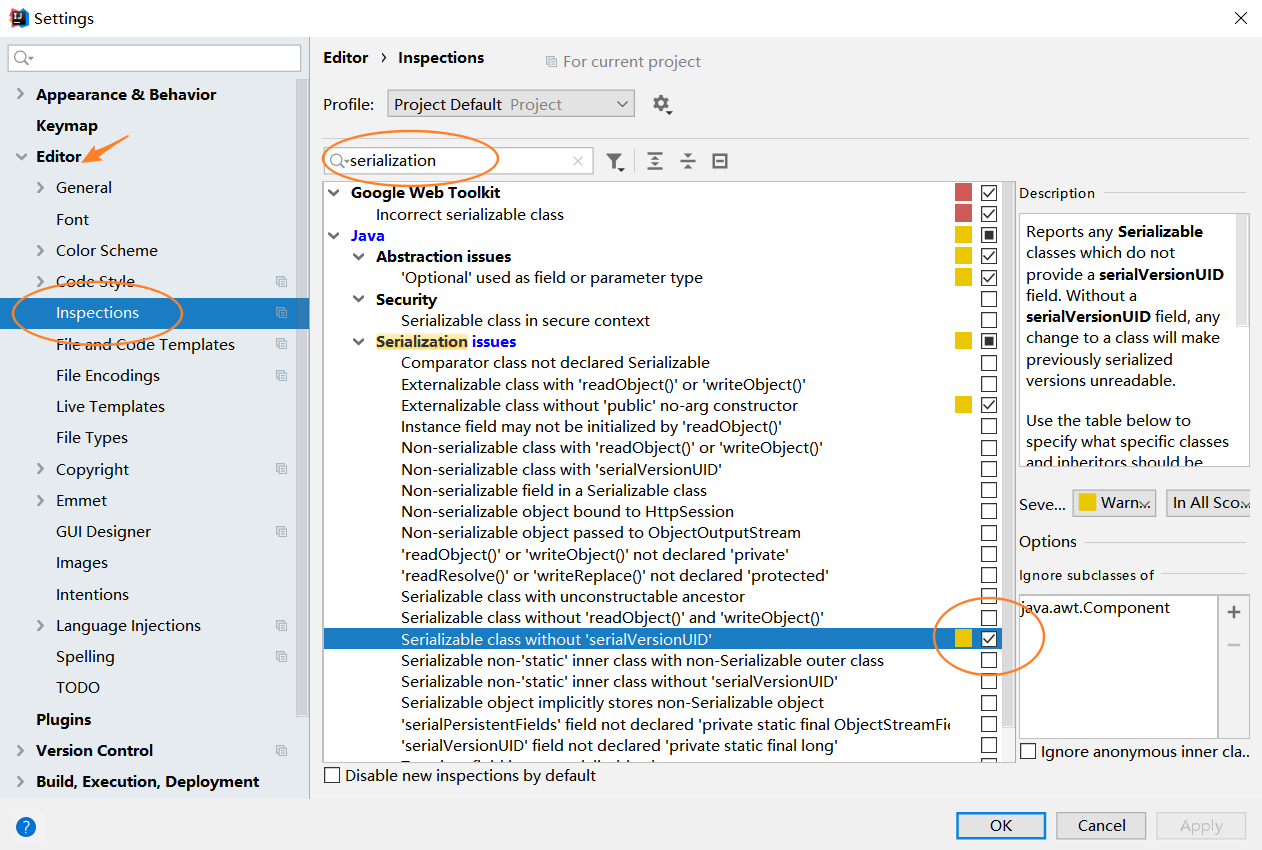 Settings
Appearance & Behavior
Keymap
Editor
General
Font
Color Scheme
Code Style
Inspections
File and Code Templates
File Encodings
Live Templates
File Types
Copyright
Emmet
GUI Designer
Images
Intentions
Language Injections
Spelling
TODO
Plugins
Version Control
Build, Execution, Deployment
?
Editor › Inspections
For current project
Profile: Project Default Project
serialization
Google Web Toolkit
Incorrect serializable class
Java
Abstraction issues
'Optional' used as field or parameter type
Security
Serializable class in secure context
Serialization issues
Comparator class not declared Serializable
Externalizable class with 'readObject()' or 'writeObject()'
Externalizable class without 'public' no-arg constructor
Instance field may not be initialized by 'readObject()'
Non-serializable class with 'readObject()' or 'writeObject()'
Non-serializable class with 'serialVersionUID'
Non-serializable field in a Serializable class
Non-serializable object bound to HttpSession
Non-serializable object passed to ObjectOutputStream
'readObject()' or 'writeObject()' not declared 'private'
'readResolve()' or 'writeReplace()' not declared 'protected'
Serializable class with unconstructable ancestor
Serializable class without 'readObject()' and 'writeObject()'
Serializable class without 'serialVersionUID'
Serializable non-'static' inner class with non-Serializable outer class
Serializable non-'static' inner class without 'serialVersionUID'
Serializable object implicitly stores non-Serializable object
'serialPersistentFields' field not declared 'private static final ObjectStreamFi
'serialVersionUID' field not declared 'private static final long'
Disable new inspections by default
Description
Reports any Serializable
classes which do not
provide a serialVersionUID
field. Without a
serialVersionUID field, any
change to a class will make
previously serialized
versions unreadable.
Use the table below to
specify what specific classes
and inheritors should be
Seve... Warn... In All Sco...
Options
Ignore subclasses of
java.awt.Component
Ignore anonymous inner cla..
OK
Cancel
Apply